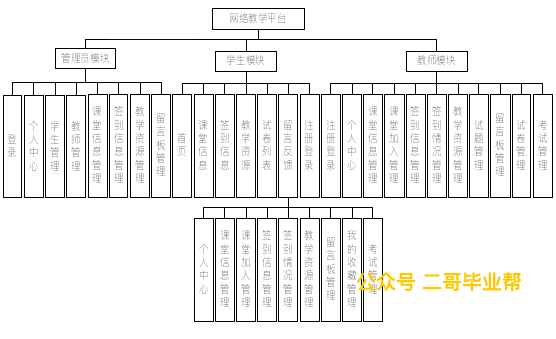 网络教学平台
管理员模块
学生模块
教师模块
登录
个人中心
学生管理
教师管理
课堂信息管理
签到信息管理
教学资源管理
留言板管理
首页
课堂信息
签到信息
教学资源
试卷列表
留言反馈
注册登录
注册登录
个人中心
课堂信息管理
课堂加入管理
签到信息管理
签到情况管理
教学资源管理
试题管理
留言板管理
试卷管理
考试管理
个人中心
课堂信息管理
课堂加入管理
签到信息管理
签到情况管理
教学资源管理
留言板管理
我的收藏管理
考试管理
公众号 二哥毕业帮